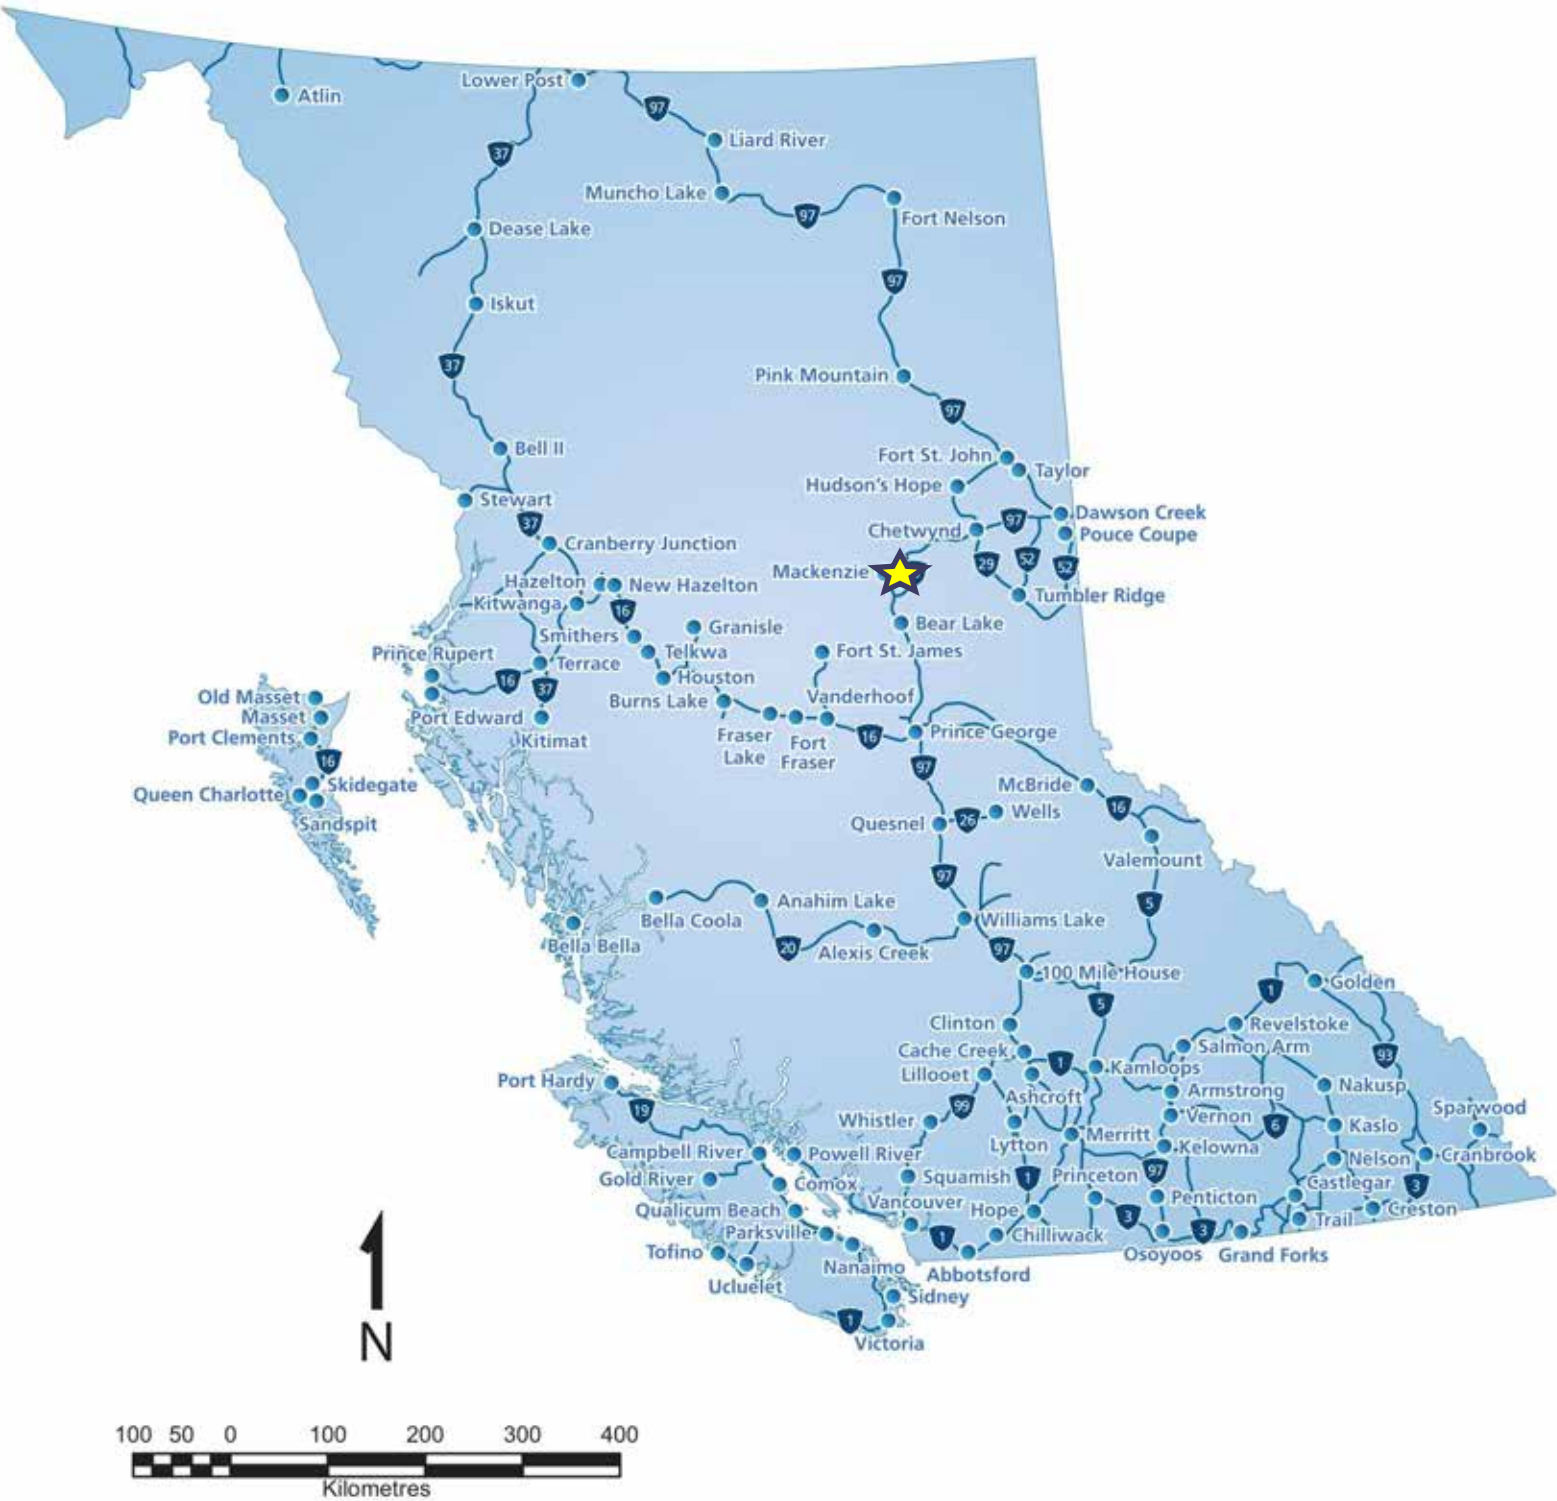 Lower Post
97
Atlin
Liard River
37
Muncho Lake
97
Fort Nelson
Dease Lake
97
Iskut
37
Pink Mountain
97
Bell II
Fort St. John
Taylor
Hudson's Hope
Stewart
97
Dawson Creek
37
Chetwynd
Pouce Coupe
Cranberry Junction
29
52
52
Mackenzie
Hazelton
New Hazelton
Tumbler Ridge
Kitwanga
16
Bear Lake
Smithers
Granisle
Prince Rupert
Telkwa
Fort St. James
Terrace
16
37
Houston
Old Masset
Burns Lake
Vanderhoof
Masset
Port Edward
Port Clements
Kitimat
Fraser
Lake
Fort
Fraser
16
Prince George
16
97
Skidegate
McBride
Queen Charlotte
16
Sandspit
Quesnel
26
Wells
Valemount
97
5
Bella Coola
Anahim Lake
Williams Lake
Bella Bella
20
Alexis Creek
97
100 Mile House
Golden
1
5
Clinton
Revelstoke
Cache Creek
1
Salmon Arm
93
Port Hardy
Lillooet
Kamloops
Nakusp
19
99
Ashcroft
Armstrong
Sparwood
Whistler
Vernon
6
Kaslo
Lytton
Merritt
Campbell River
Powell River
Kelowna
Nelson
Cranbrook
Gold River
Comox
Squamish
1
Princeton
97
Castlegar
3
Qualicum Beach
Vancouver
Hope
Penticton
Creston
Parksville
3
3
Trail
Tofino
1
Chilliwack
Osoyoos
Grand Forks
Nanaimo
Abbotsford
Ucluelet
Sidney
1
Victoria
N
100 50 0 100 200 300 400
Kilometres